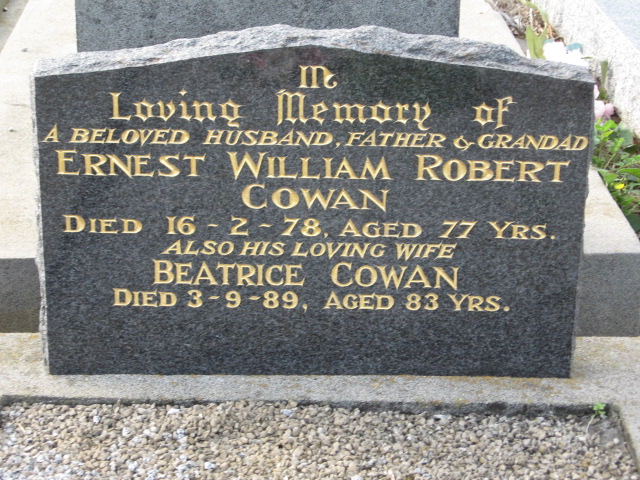 In
Loving Memory of
A BELOVED HUSBAND, FATHER & GRANDAD
ERNEST WILLIAM ROBERT
COWAN
DIED 16-2-78, AGED 77 YRS.
ALSO HIS LOVING WIFE
BEATRICE COWAN
DIED 3-9-89, AGED 83 YRS.